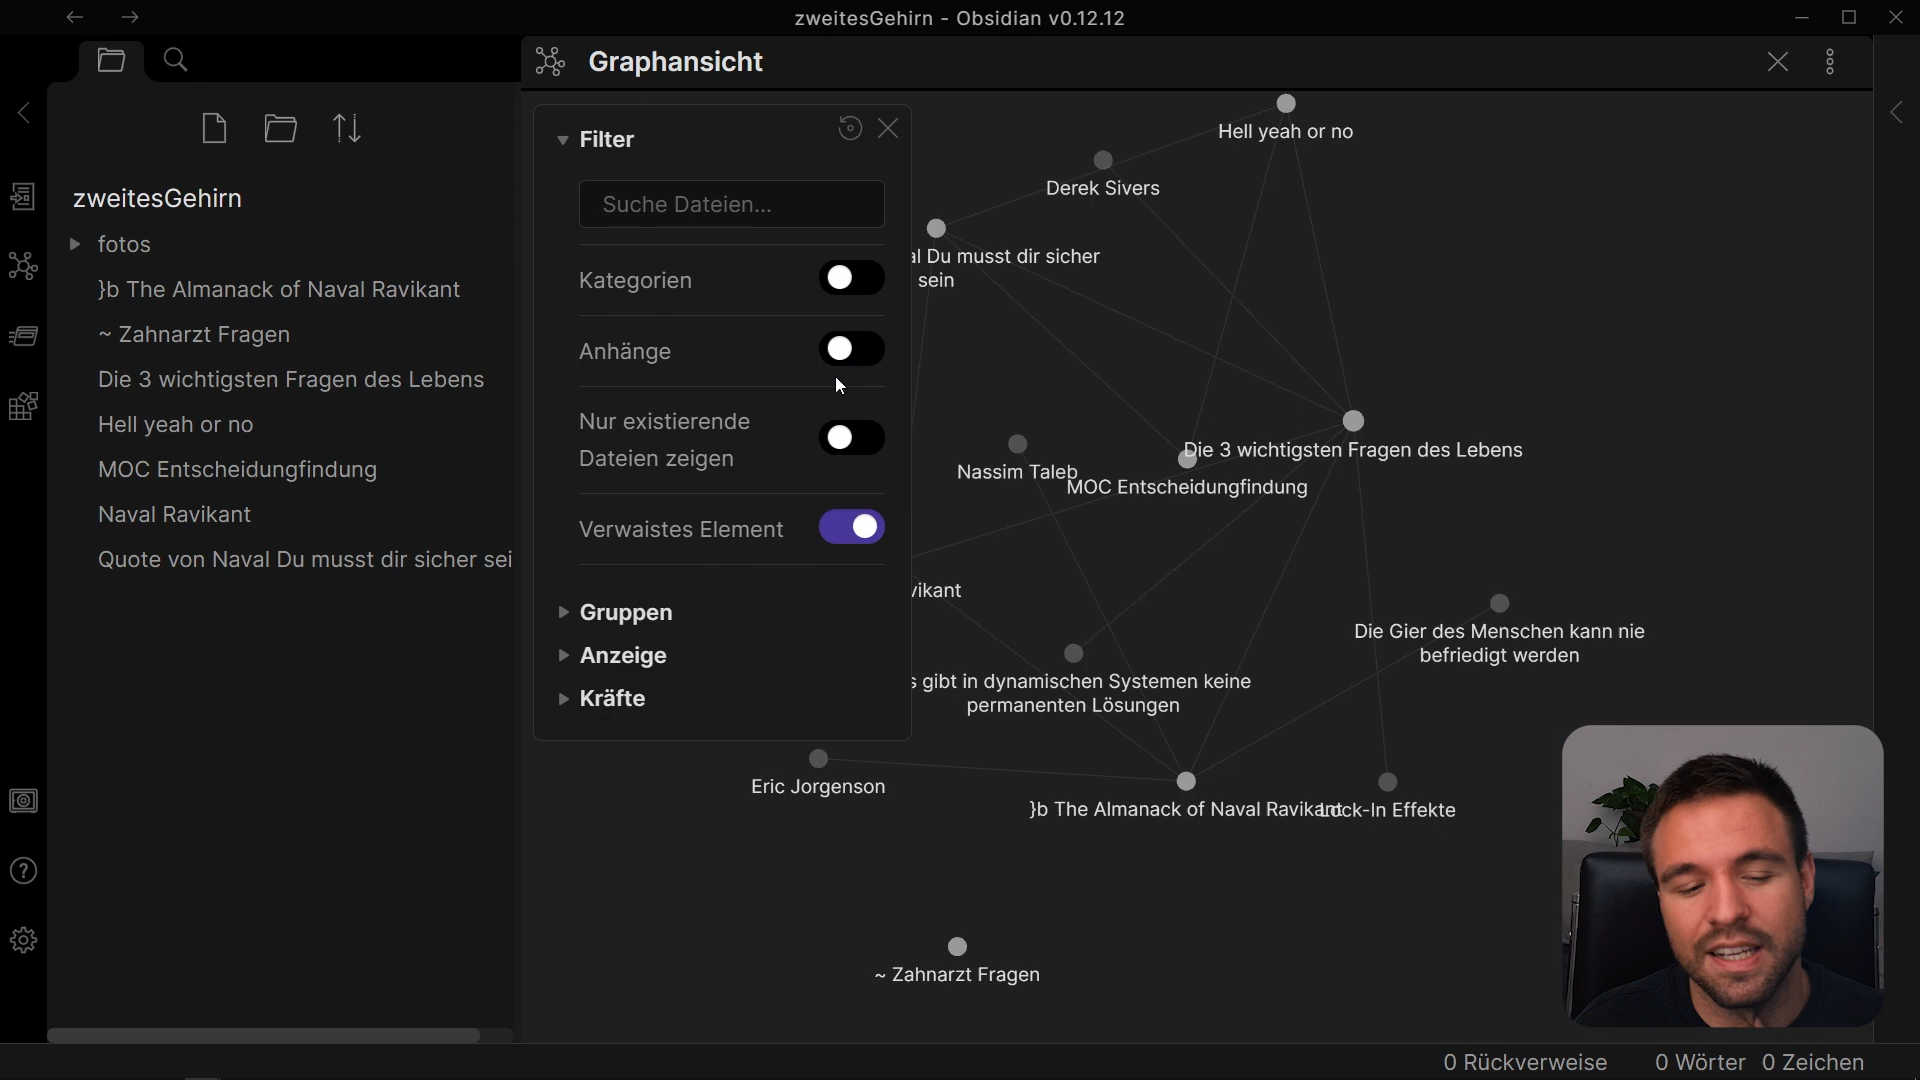 zweitesGehirn - Obsidian v0.12.12
Graphansicht
zweitesGehirn
fotos
}b The Almanack of Naval Ravikant
~ Zahnarzt Fragen
Die 3 wichtigsten Fragen des Lebens
Hell yeah or no
MOC Entscheidungfindung
Naval Ravikant
Quote von Naval Du musst dir sicher sei
Filter
Suche Dateien...
Kategorien
Anhänge
Nur existierende
Dateien zeigen
Verwaistes Element
Gruppen
Anzeige
Kräfte
Hell yeah or no
Derek Sivers
al Du musst dir sicher
sein
Die 3 wichtigsten Fragen des Lebens
Nassim Taleb
MOC Entscheidungfindung
vikant
Die Gier des Menschen kann nie
befriedigt werden
s gibt in dynamischen Systemen keine
permanenten Lösungen
Eric Jorgenson
}b The Almanack of Naval Ravikant
Lock-In Effekte
~ Zahnarzt Fragen
0 Rückverweise 0 Wörter 0 Zeichen